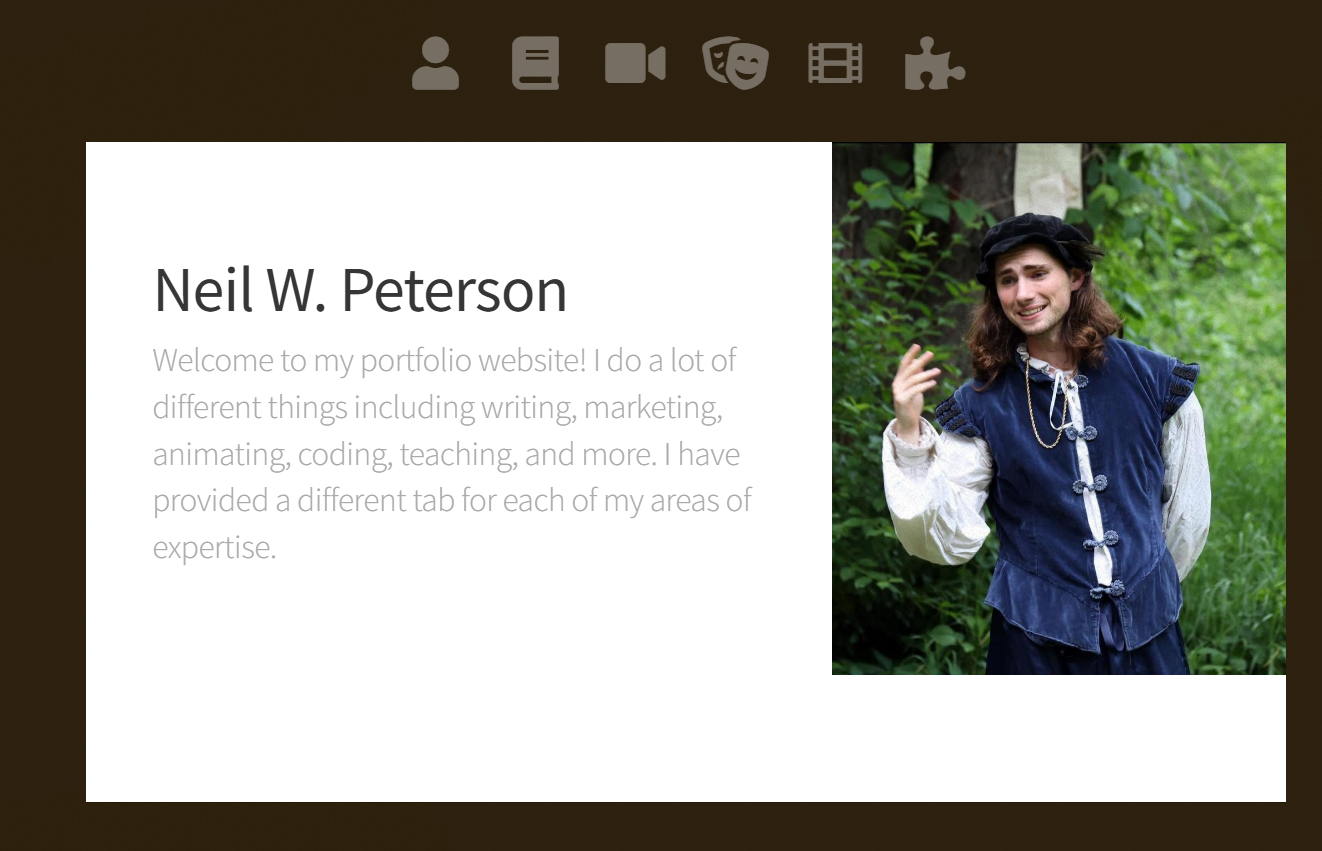 Neil W. Peterson
Welcome to my portfolio website! I do a lot of
different things including writing, marketing,
animating, coding, teaching, and more. I have
provided a different tab for each of my areas of
expertise.